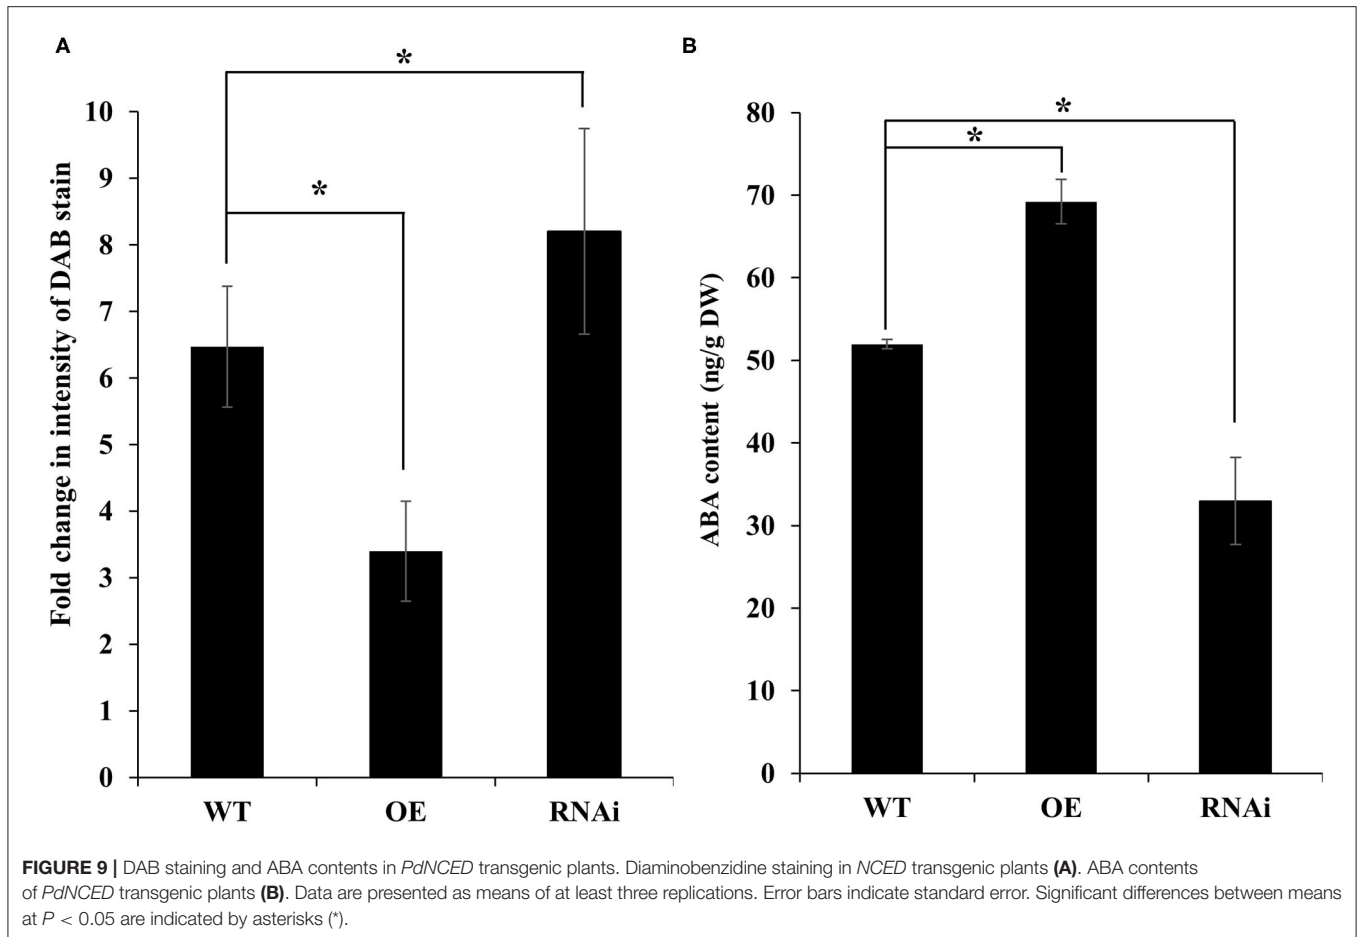 A
*
*
10
9
8
7
6
5
4
3
2
1
0
Fold change in intensity of DAB stain
WT OE RNAi
B
*
*
80
70
60
50
40
30
20
10
0
ABA content (ng/g DW)
WT OE RNAi
FIGURE 9 | DAB staining and ABA contents in PdNCED transgenic plants. Diaminobenzidine staining in NCED transgenic plants (A). ABA contents
of PdNCED transgenic plants (B). Data are presented as means of at least three replications. Error bars indicate standard error. Significant differences between means
at P < 0.05 are indicated by asterisks (*).